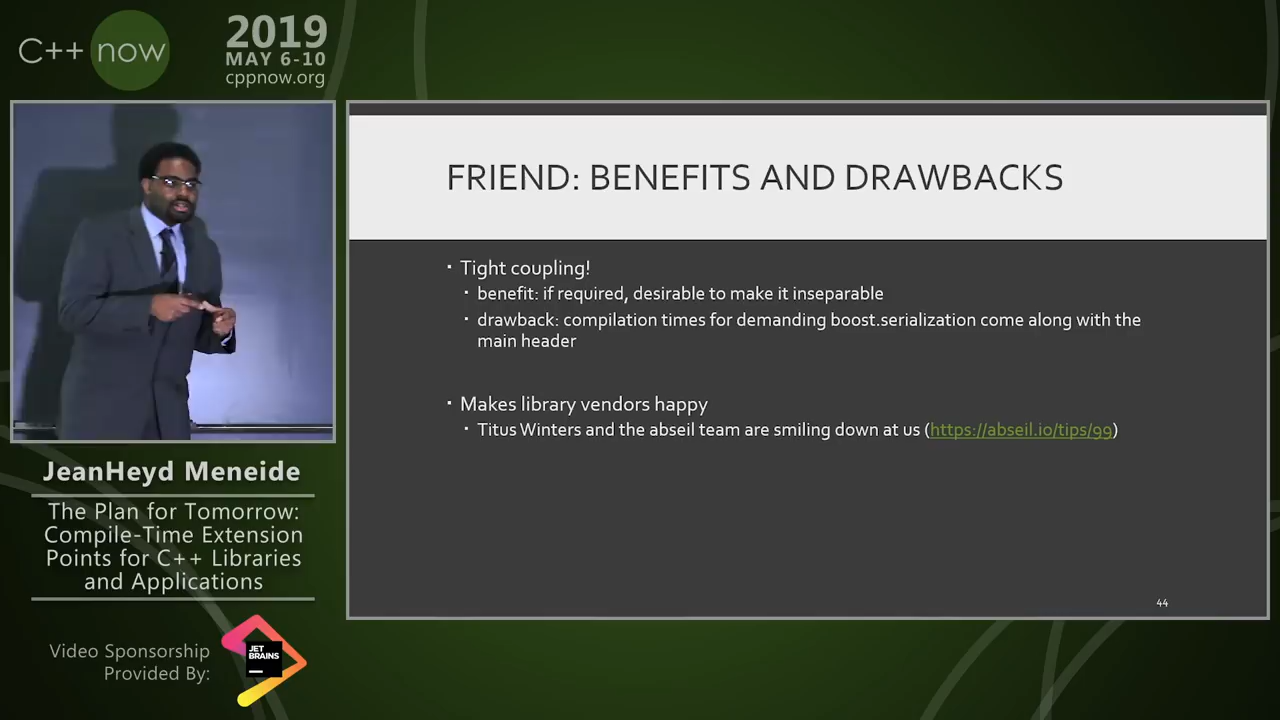 C++ now
2019
MAY 6-10
cppnow.org
FRIEND: BENEFITS AND DRAWBACKS
▪ Tight coupling!
▪ benefit: if required, desirable to make it inseparable
▪ drawback: compilation times for demanding boost.serialization come along with the
main header
▪ Makes library vendors happy
▪ Titus Winters and the abseil team are smiling down at us (https://abseil.io/tips/99)
44
JeanHeyd Meneide
The Plan for Tomorrow:
Compile-Time Extension
Points for C++ Libraries
and Applications
Video Sponsorship
Provided By:
JET
BRAINS